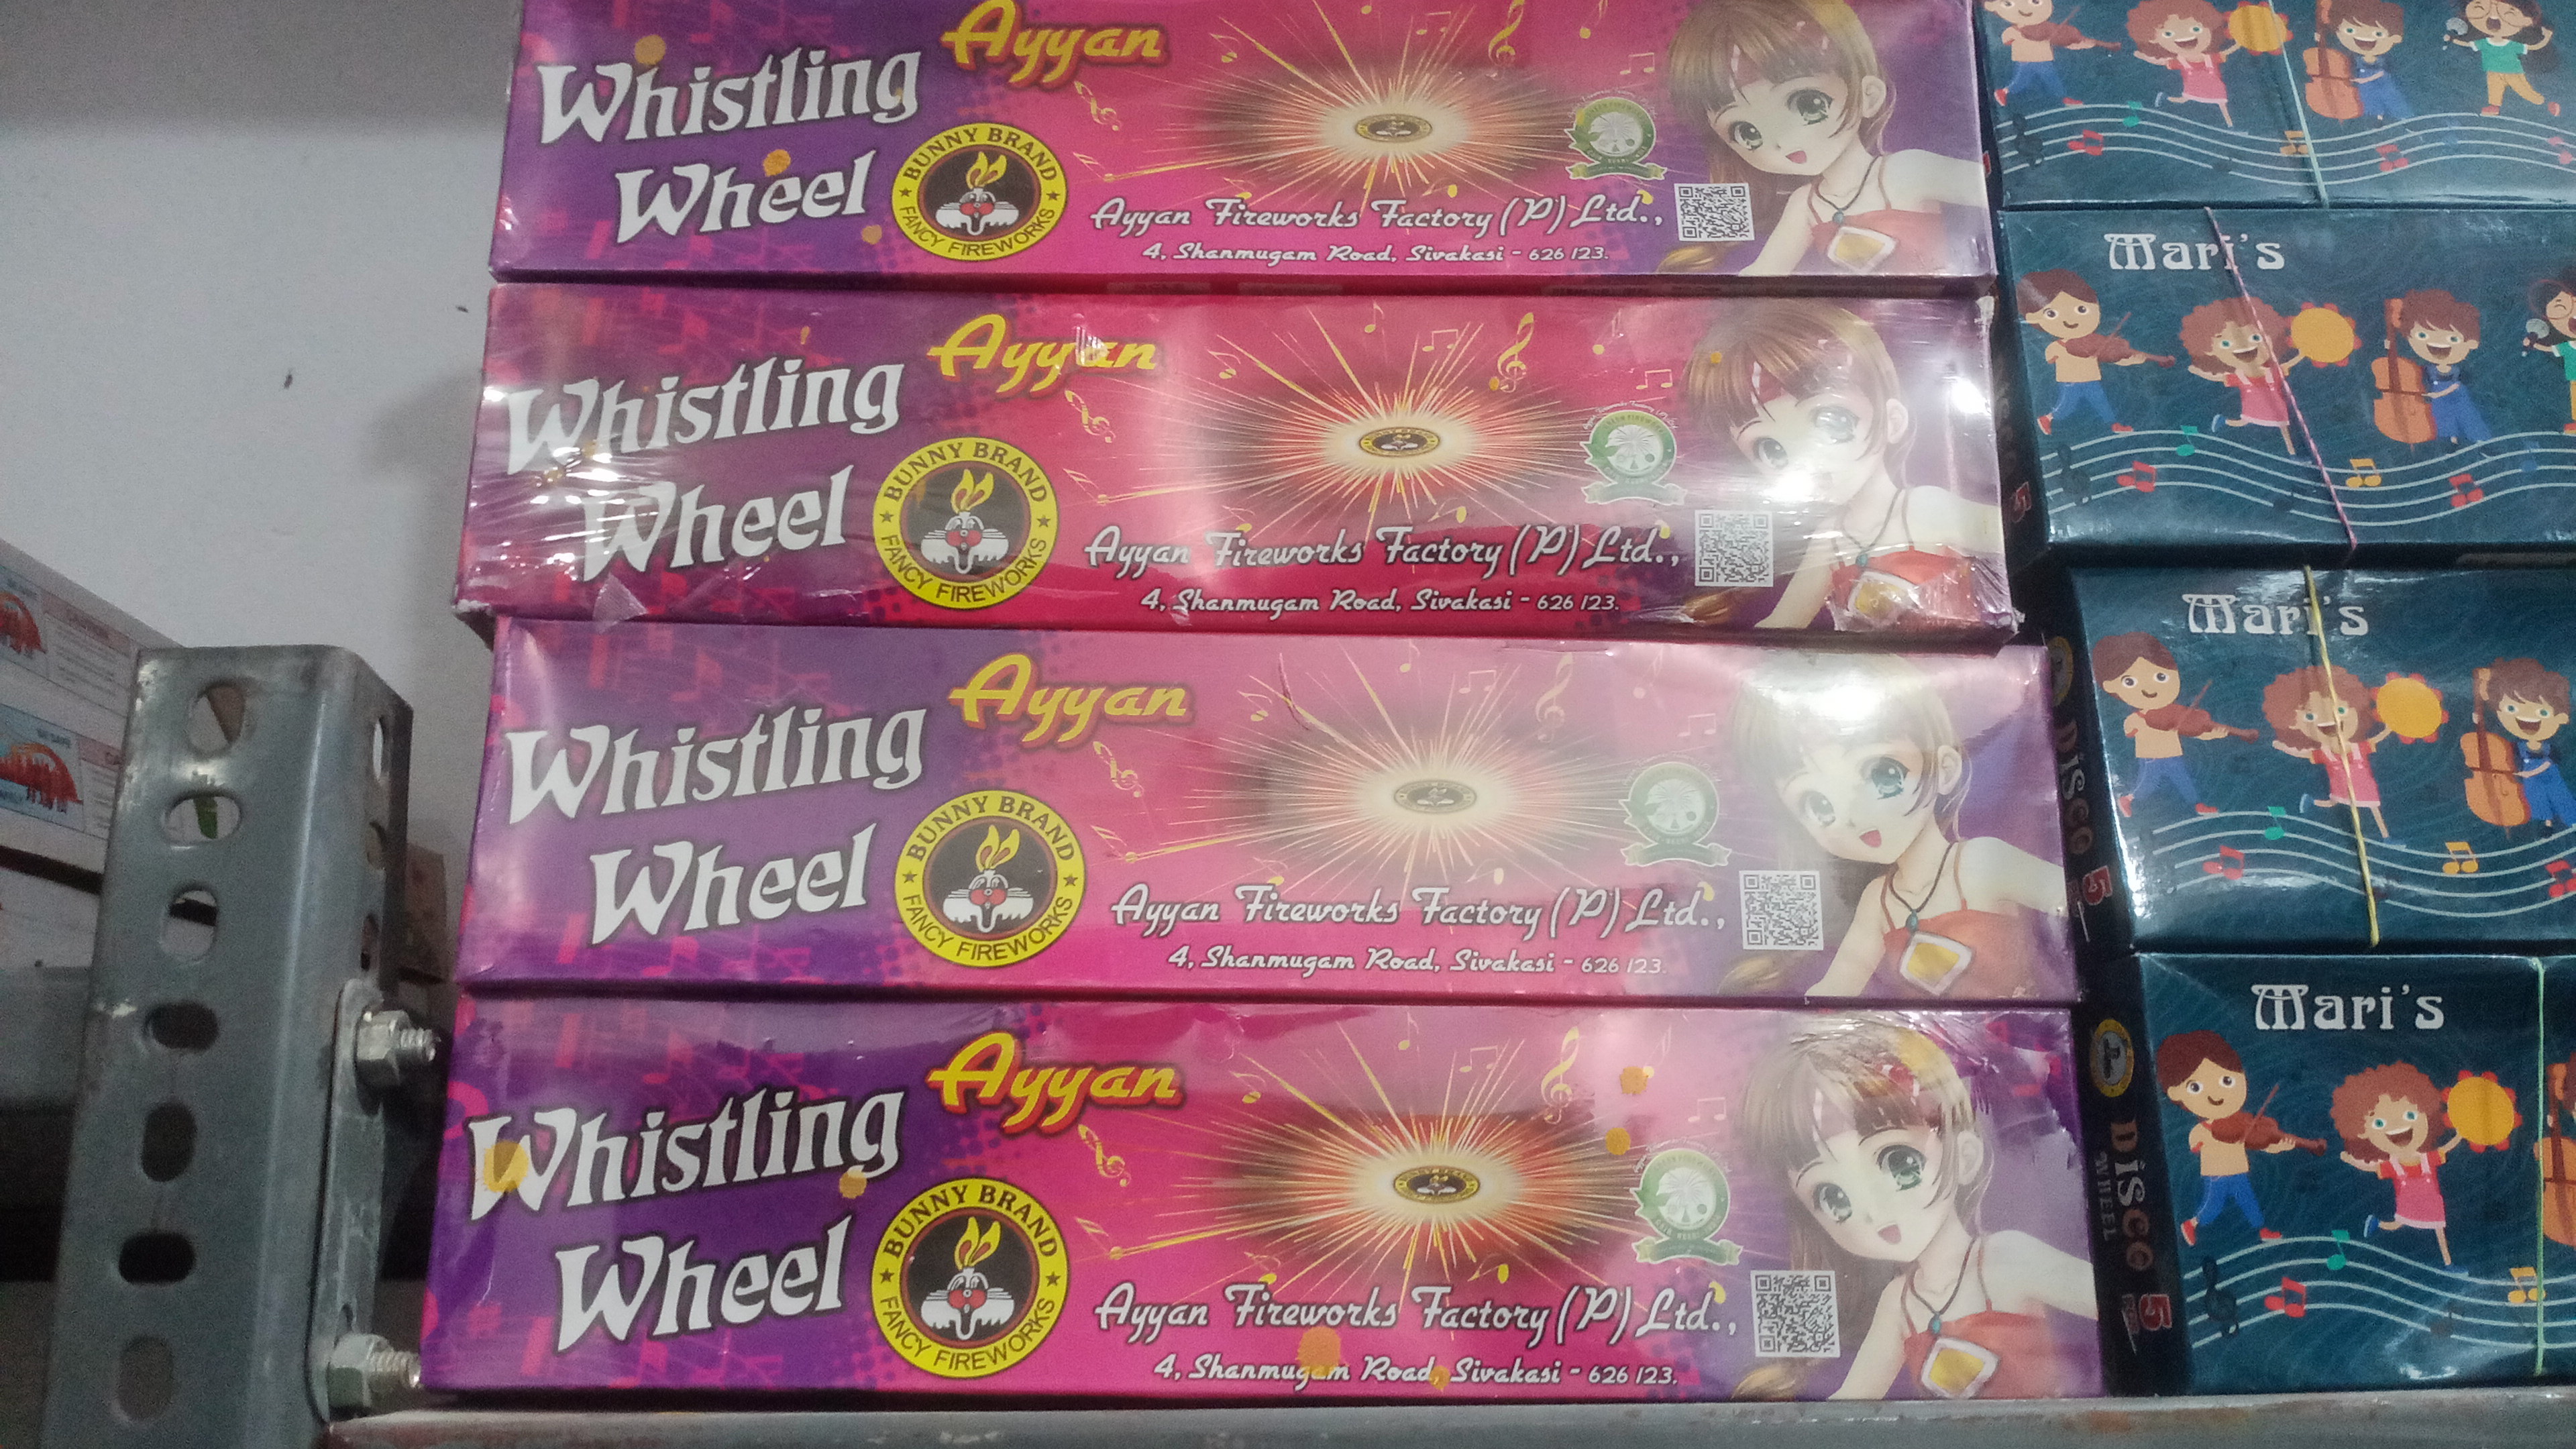 Ayyan
Whistling
Wheel
BUNNY BRAND
FANCY FIREWORKS
Ayyan Fireworks Factory (P) Ltd.,
4, Shanmugam Road, Sivakasi - 626 123.
Ayyan
Whistling
Wheel
BUNNY BRAND
FANCY FIREWORKS
Ayyan Fireworks Factory (P) Ltd.,
4, Shanmugam Road, Sivakasi - 626 123.
Mari's
Ayyan
Whistling
Wheel
BUNNY BRAND
FANCY FIREWORKS
Ayyan Fireworks Factory (P) Ltd.,
4, Shanmugam Road, Sivakasi - 626 123.
Mari's
DISCO
5
Ayyan
Whistling
Wheel
BUNNY BRAND
FANCY FIREWORKS
Ayyan Fireworks Factory (P) Ltd.,
4, Shanmugam Road, Sivakasi - 626 123.
Mari's
DISCO
WHEEL
5